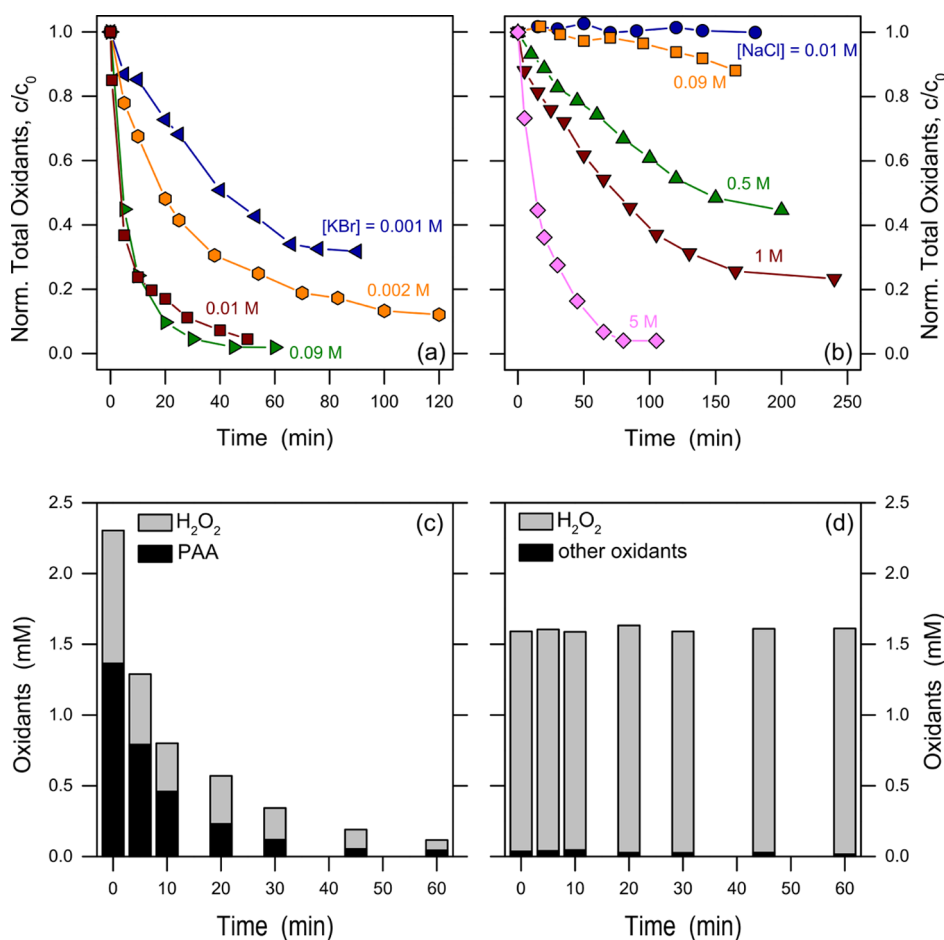 Norm. Total Oxidants, c/c₀
1.0
0.8
0.6
0.4
0.2
0.0
[KBr] = 0.001 M
0.002 M
0.01 M
0.09 M
(a)
0 20 40 60 80 100 120
Time (min)
[NaCl] = 0.01 M
0.09 M
0.5 M
1 M
5 M
(b)
1.0
0.8
0.6
0.4
0.2
0.0
Norm. Total Oxidants, c/c₀
0 50 100 150 200 250
Time (min)
Oxidants (mM)
2.5
2.0
1.5
1.0
0.5
0.0
H₂O₂
PAA
(c)
0 10 20 30 40 50 60
Time (min)
H₂O₂
other oxidants
(d)
2.5
2.0
1.5
1.0
0.5
0.0
Oxidants (mM)
0 10 20 30 40 50 60
Time (min)